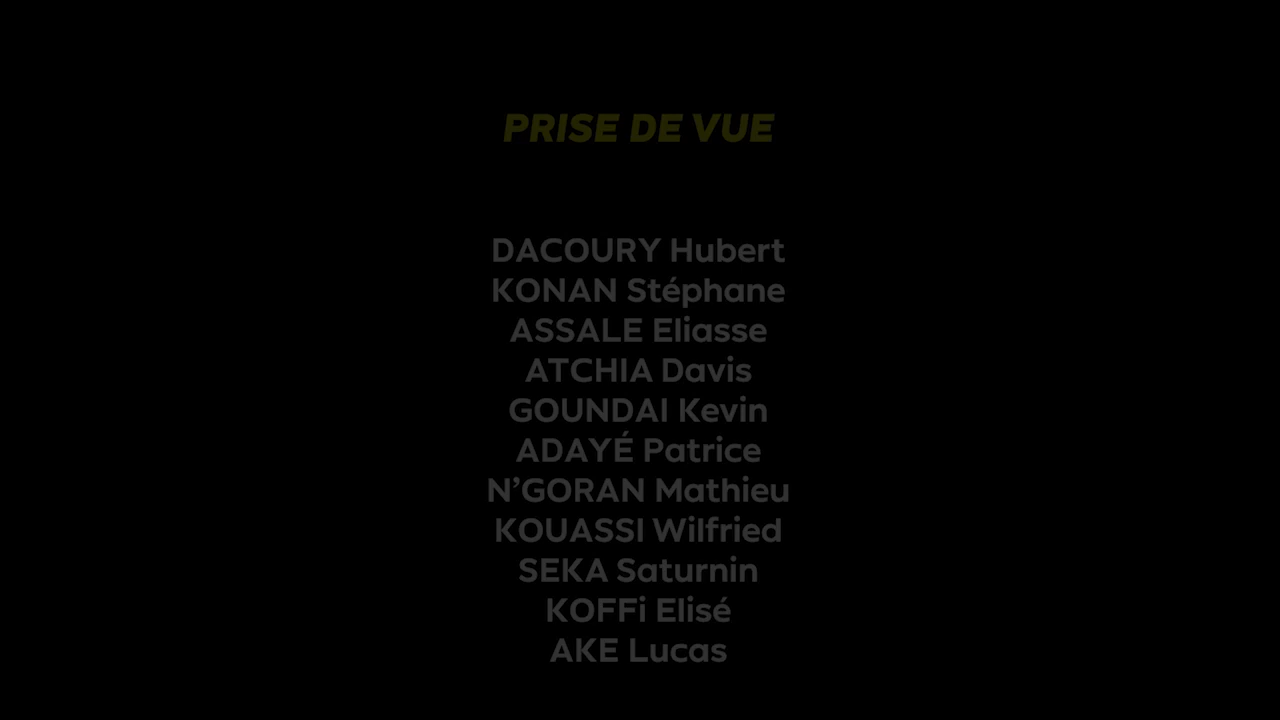 PRISE DE VUE
DACOURY Hubert
KONAN Stéphane
ASSALE Eliasse
ATCHIA Davis
GOUNDAI Kevin
ADAYÉ Patrice
N’GORAN Mathieu
KOUASSI Wilfried
SEKA Saturnin
KOFFi Elisé
AKE Lucas